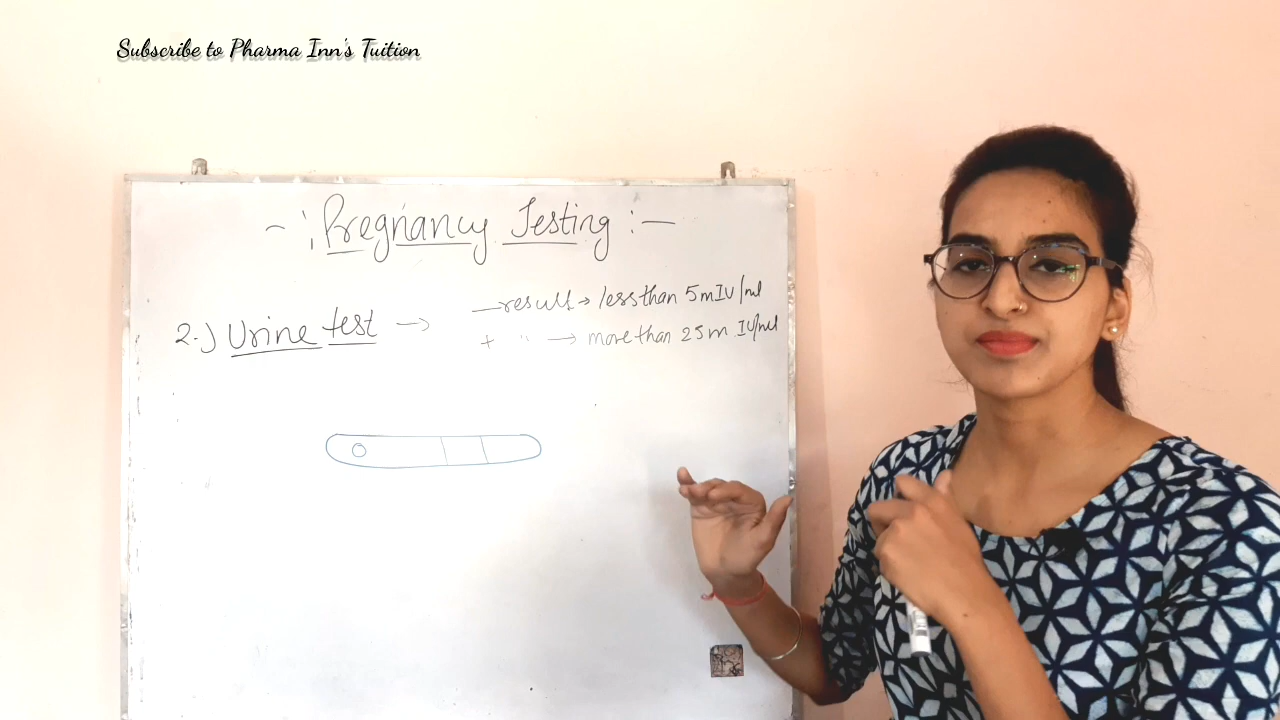 Subscribe to Pharma Inn's Tuition
- : Pregnancy Testing : -
2.) Urine test → — result → less than 5 mIU/ml
+ " → more than 25 m IU/ml